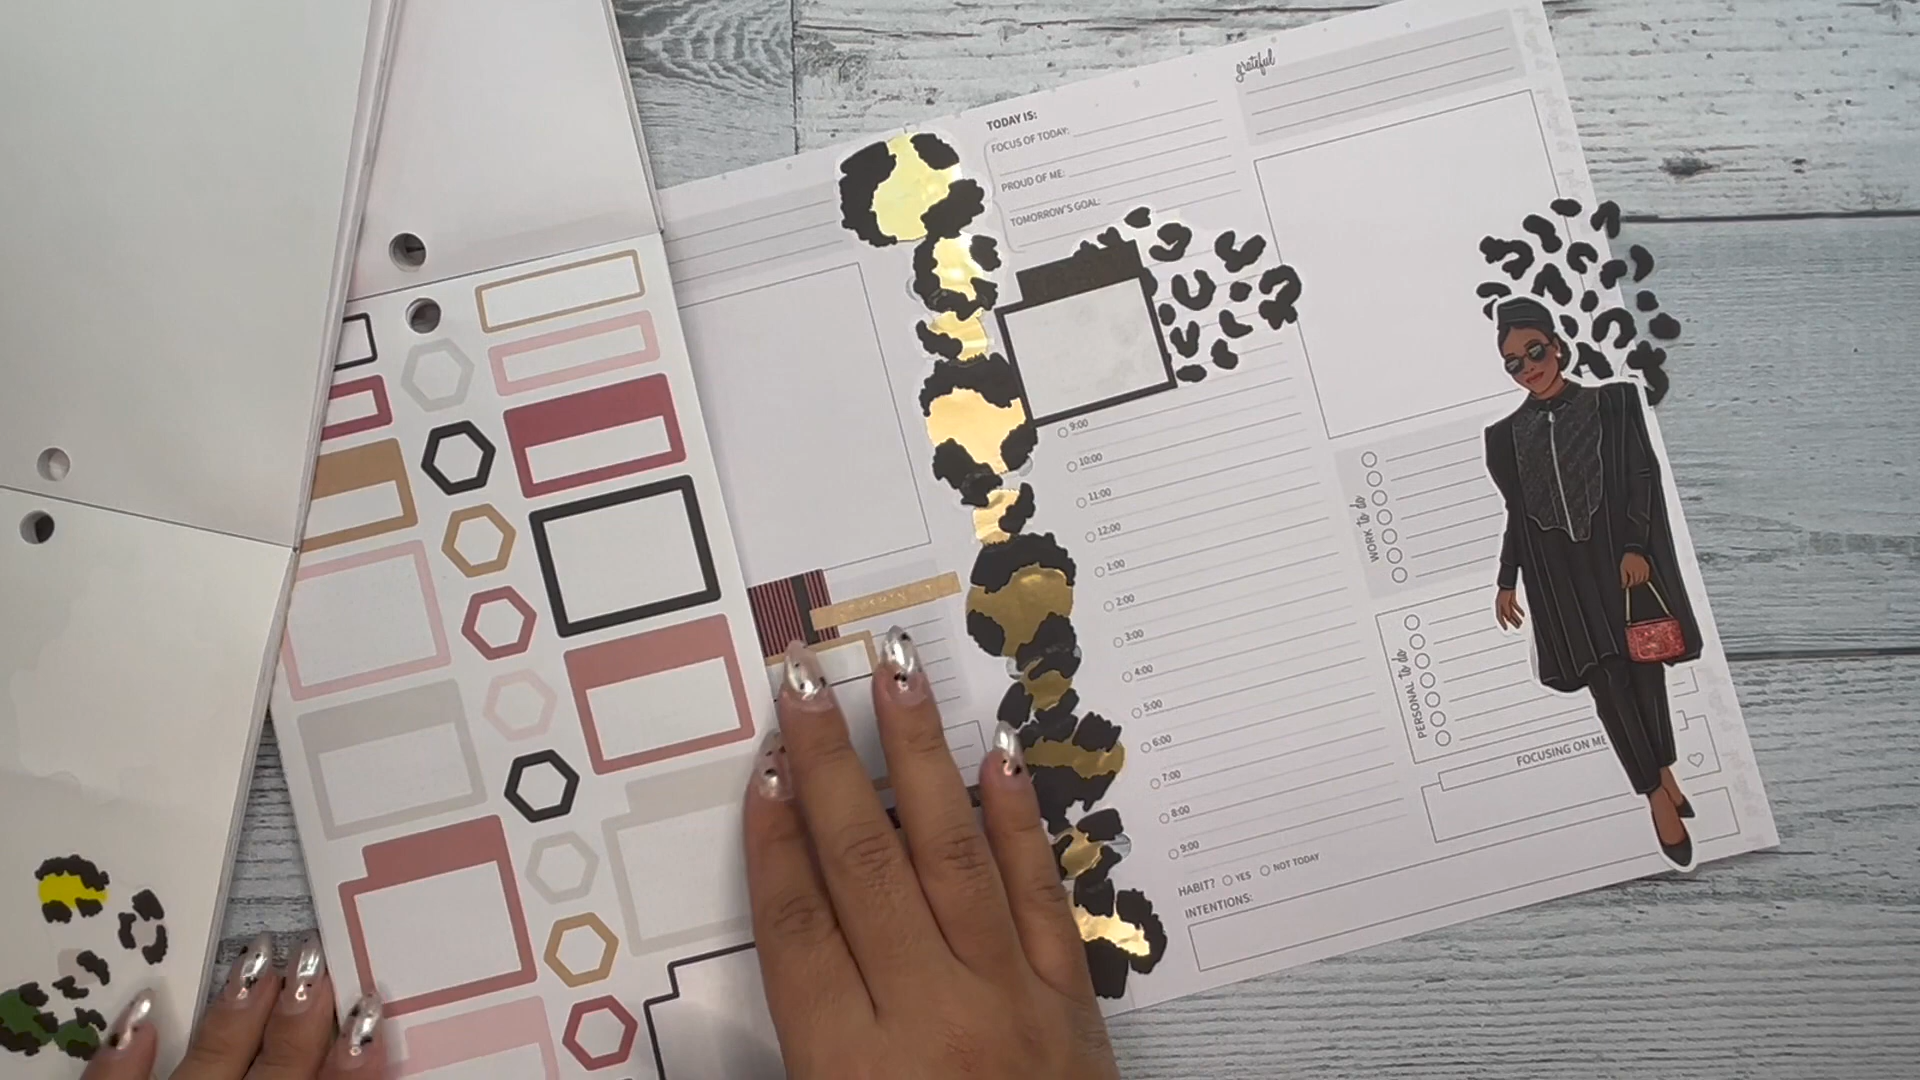 grateful
TODAY IS:
FOCUS OF TODAY:
PROUD OF ME:
TOMORROW'S GOAL:
9:00
10:00
11:00
12:00
1:00
2:00
3:00
4:00
5:00
6:00
7:00
8:00
9:00
HABIT? YES NOT TODAY
INTENTIONS:
WORK to do
PERSONAL to do
FOCUSING ON ME